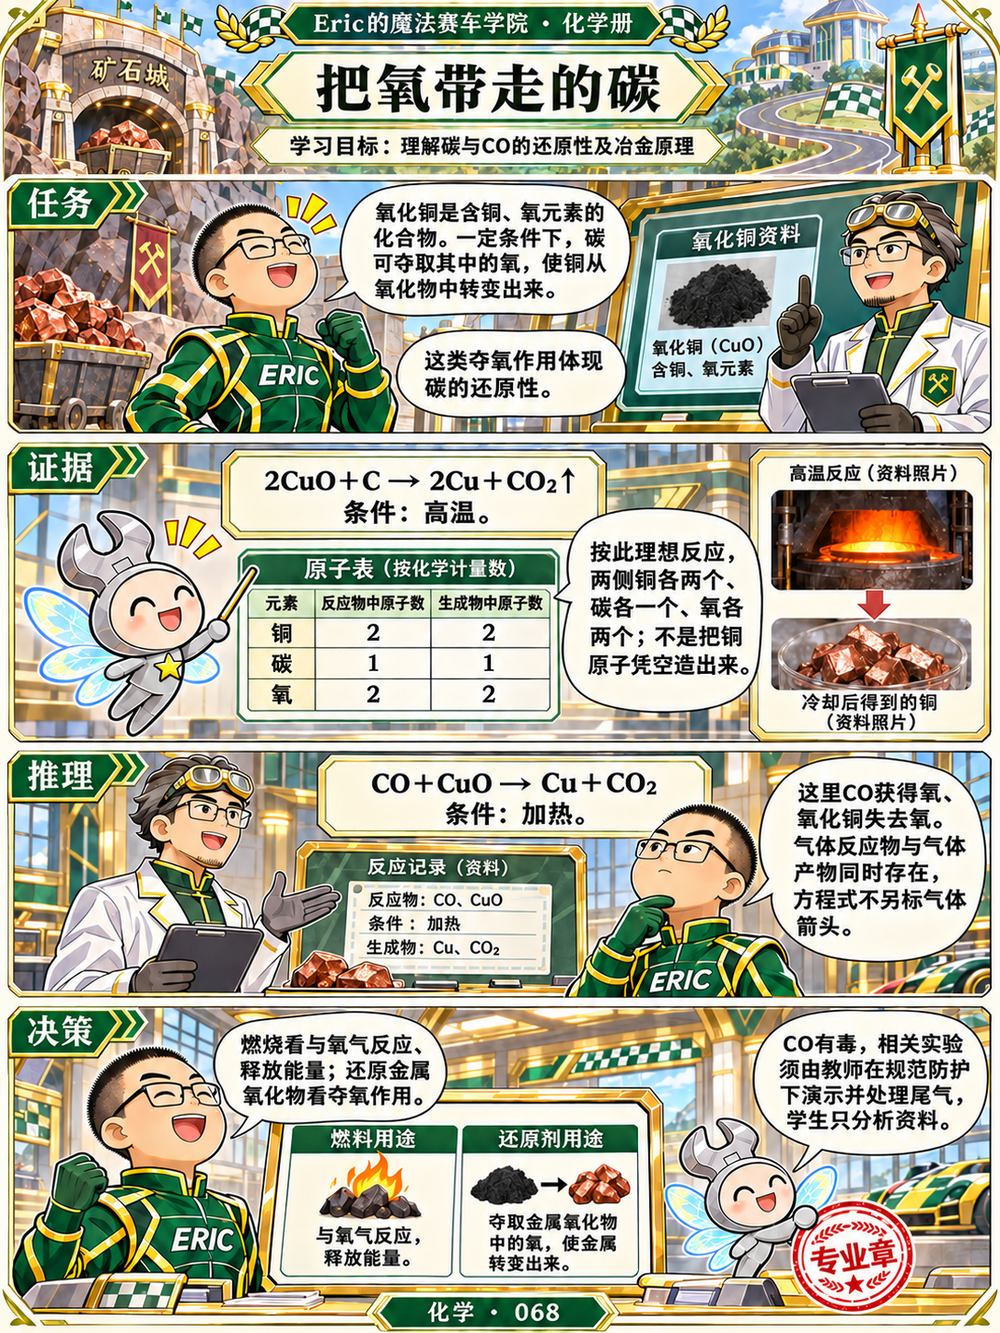 Eric的魔法赛车学院 · 化学册
矿石城
把氧带走的碳
学习目标：理解碳与CO的还原性及冶金原理
任务
氧化铜是含铜、氧元素的
化合物。一定条件下，碳
可夺取其中的氧，使铜从
氧化物中转变出来。
这类夺氧作用体现
碳的还原性。
ERIC
氧化铜资料
氧化铜（CuO）
含铜、氧元素
证据
2CuO＋C → 2Cu＋CO₂↑
条件：高温。
原子表（按化学计量数）
元素 反应物中原子数 生成物中原子数
铜 2 2
碳 1 1
氧 2 2
按此理想反应，
两侧铜各两个、
碳各一个、氧各
两个；不是把铜
原子凭空造出来。
高温反应（资料照片）
冷却后得到的铜
（资料照片）
推理
CO＋CuO → Cu＋CO₂
条件：加热。
反应记录（资料）
反应物：CO、CuO
条件：加热
生成物：Cu、CO₂
这里CO获得氧、
氧化铜失去氧。
气体反应物与气体
产物同时存在，
方程式不另标气体
箭头。
ERIC
决策
燃烧看与氧气反应、
释放能量；还原金属
氧化物看夺氧作用。
CO有毒，相关实验
须由教师在规范防护
下演示并处理尾气，
学生只分析资料。
ERIC
燃料用途
与氧气反应，
释放能量。
还原剂用途
夺取金属氧化物
中的氧，使金属
转变出来。
专业章
化学 · 068